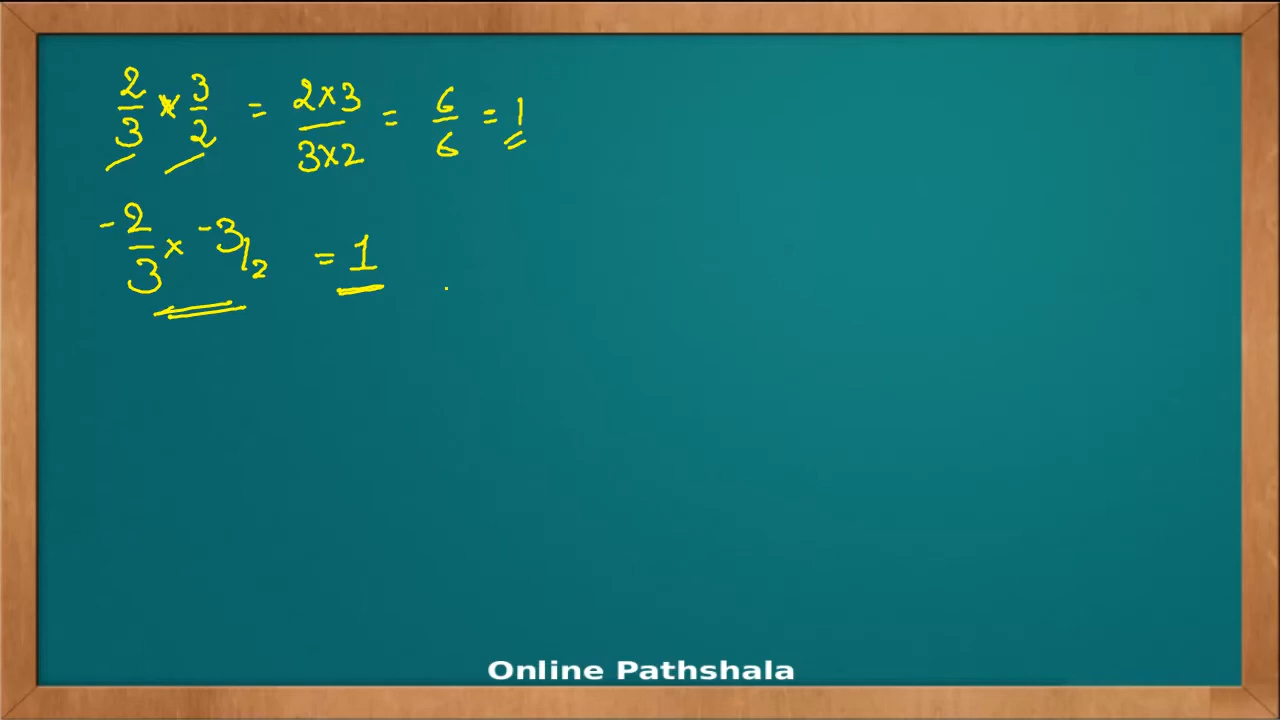 2/3 × 3/2 = 2×3/3×2 = 6/6 = 1
-2/3 × -3/2 = 1
Online Pathshala